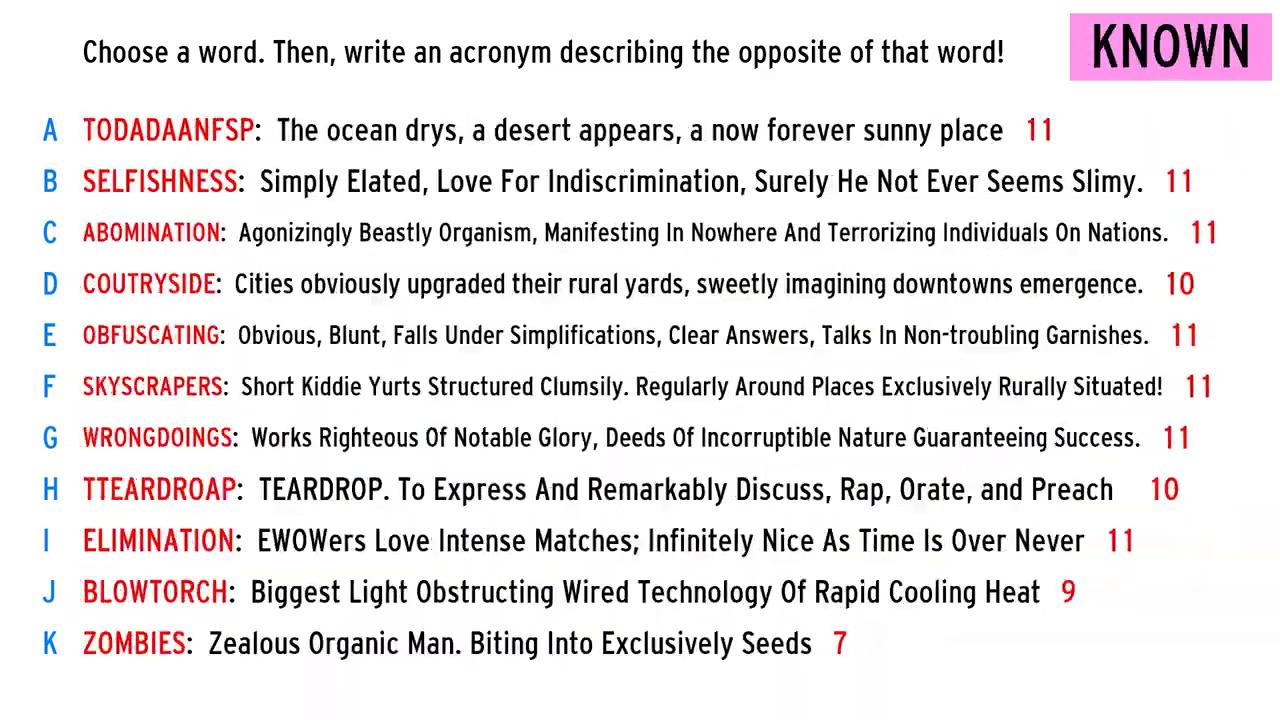 Choose a word. Then, write an acronym describing the opposite of that word!
KNOWN
A TODADAANFSP: The ocean drys, a desert appears, a now forever sunny place 11
B SELFISHNESS: Simply Elated, Love For Indiscrimination, Surely He Not Ever Seems Slimy. 11
C ABOMINATION: Agonizingly Beastly Organism, Manifesting In Nowhere And Terrorizing Individuals On Nations. 11
D COUTRYSIDE: Cities obviously upgraded their rural yards, sweetly imagining downtowns emergence. 10
E OBFUSCATING: Obvious, Blunt, Falls Under Simplifications, Clear Answers, Talks In Non-troubling Garnishes. 11
F SKYSCRAPERS: Short Kiddie Yurts Structured Clumsily. Regularly Around Places Exclusively Rurally Situated! 11
G WRONGDOINGS: Works Righteous Of Notable Glory, Deeds Of Incorruptible Nature Guaranteeing Success. 11
H TTEARDROAP: TEARDROP. To Express And Remarkably Discuss, Rap, Orate, and Preach 10
I ELIMINATION: EWOWers Love Intense Matches; Infinitely Nice As Time Is Over Never 11
J BLOWTORCH: Biggest Light Obstructing Wired Technology Of Rapid Cooling Heat 9
K ZOMBIES: Zealous Organic Man. Biting Into Exclusively Seeds 7